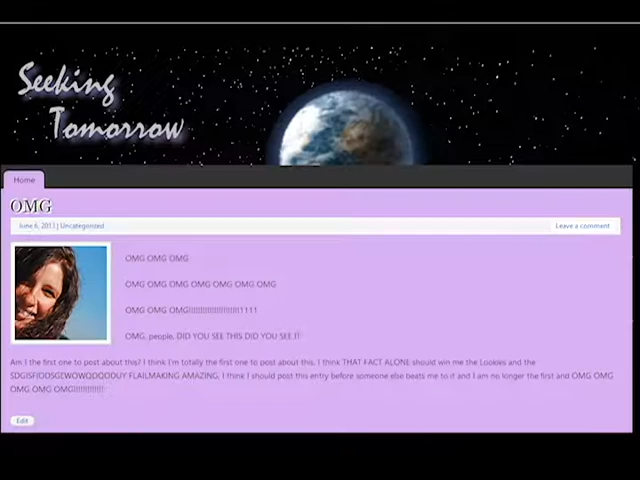 Seeking
Tomorrow
Home
OMG
June 6, 2013 | Uncategorized
Leave a comment
OMG OMG OMG
OMG OMG OMG OMG OMG OMG OMG
OMG OMG OMG!!!!!!!!!!!!!!!!!!!!!!!1111
OMG, people. DID YOU SEE THIS DID YOU SEE IT
Am I the first one to post about this? I think I'm totally the first one to post about this. I think THAT FACT ALONE should win me the Lookies and the
AMAZING. I think I should post this entry before someone else beats me to it and I am no longer the first and OMG OMG
OMG OMG OMG!!!!!!!!!!!!!
Edit